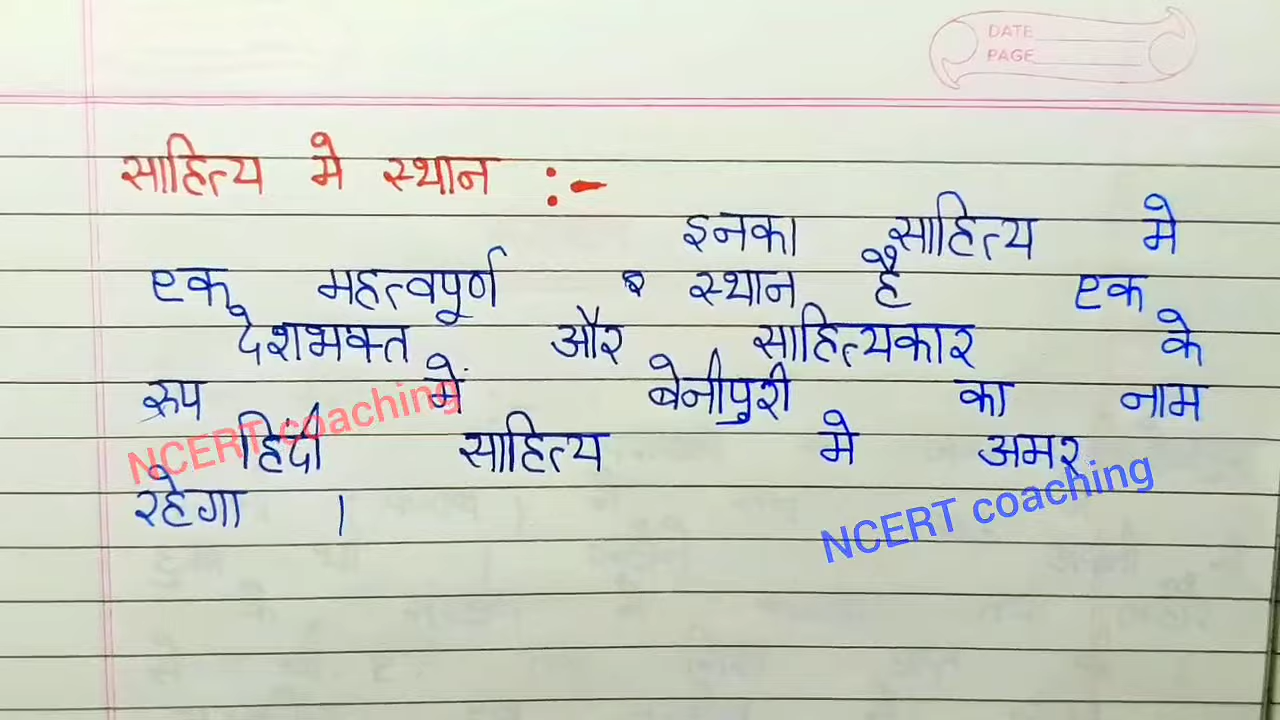 DATE
PAGE
साहित्य मे स्थान :-
इनका साहित्य मे
एक महत्वपूर्ण स्थान है एक
देशभक्त और साहित्यकार के
रुप में बेनीपुरी का नाम
हिंदी साहित्य मे अमर
रहेगा ।
NCERT coaching
NCERT coaching